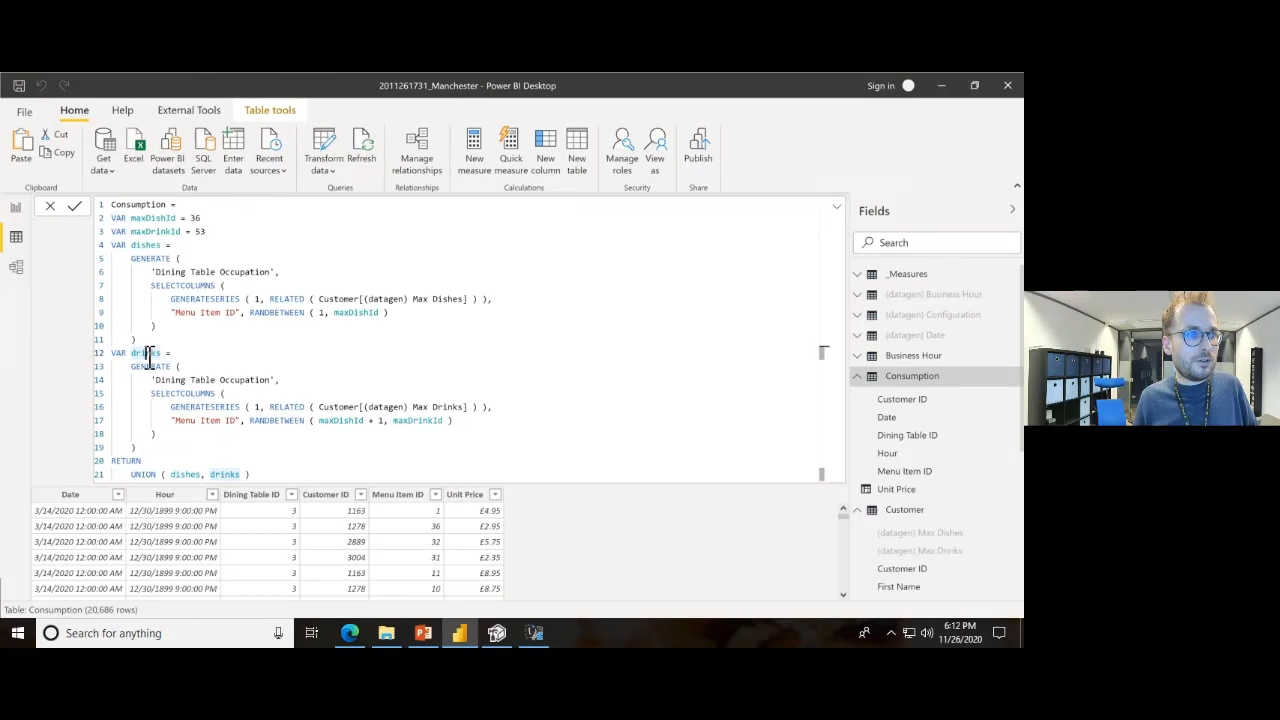 2011261731_Manchester - Power BI Desktop
Sign in
File
Home
Help
External Tools
Table tools
Paste
Cut
Copy
Get data
Excel
Power BI datasets
SQL Server
Enter data
Recent sources
Transform data
Refresh
Manage relationships
New measure
Quick measure
New column
New table
Manage roles
View as
Publish
Clipboard
Data
Queries
Relationships
Calculations
Security
Share
1 Consumption =
2 VAR maxDishId = 36
3 VAR maxDrinkId = 53
4 VAR dishes =
5 GENERATE (
6 'Dining Table Occupation',
7 SELECTCOLUMNS (
8 GENERATESERIES ( 1, RELATED ( Customer[(datagen) Max Dishes] ) ),
9 "Menu Item ID", RANDBETWEEN ( 1, maxDishId )
10 )
11 )
12 VAR drinks =
13 GENERATE (
14 'Dining Table Occupation',
15 SELECTCOLUMNS (
16 GENERATESERIES ( 1, RELATED ( Customer[(datagen) Max Drinks] ) ),
17 "Menu Item ID", RANDBETWEEN ( maxDishId + 1, maxDrinkId )
18 )
19 )
20 RETURN
21 UNION ( dishes, drinks )
Date Hour Dining Table ID Customer ID Menu Item ID Unit Price
3/14/2020 12:00:00 AM 12/30/1899 9:00:00 PM 3 1163 1 £4.95
3/14/2020 12:00:00 AM 12/30/1899 9:00:00 PM 3 1278 36 £2.95
3/14/2020 12:00:00 AM 12/30/1899 9:00:00 PM 3 2889 32 £5.75
3/14/2020 12:00:00 AM 12/30/1899 9:00:00 PM 3 3004 31 £2.35
3/14/2020 12:00:00 AM 12/30/1899 9:00:00 PM 3 1163 11 £8.95
3/14/2020 12:00:00 AM 12/30/1899 9:00:00 PM 3 1278 10 £8.75
Table: Consumption (20,686 rows)
Fields
Search
_Measures
(datagen) Business Hour
(datagen) Configuration
(datagen) Date
Business Hour
Consumption
Customer ID
Date
Dining Table ID
Hour
Menu Item ID
Unit Price
Customer
(datagen) Max Dishes
(datagen) Max Drinks
Customer ID
First Name
Search for anything
6:12 PM
11/26/2020